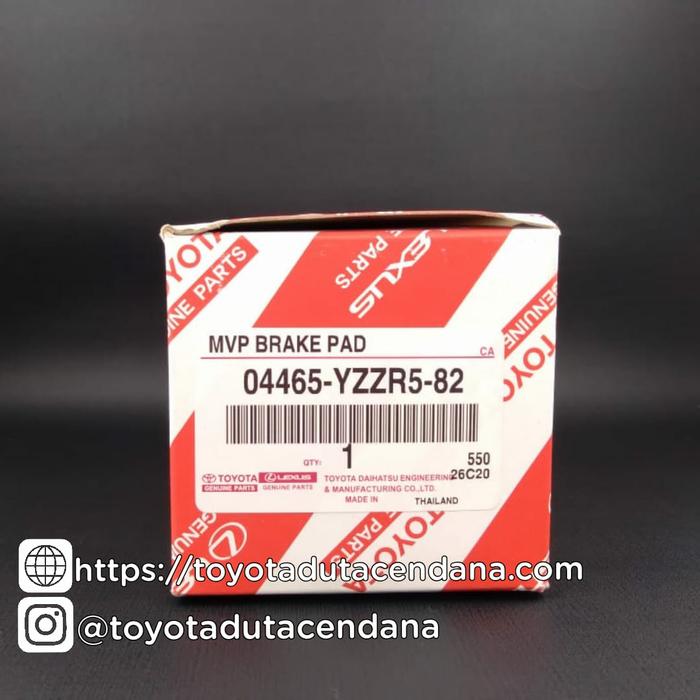 LEXUS
PARTS
TOYOTA
GENUINE PARTS
MVP BRAKE PAD
CA
04465-YZZR5-82
QTY: 1
550
26C20
TOYOTA
GENUINE PARTS
LEXUS
GENUINE PARTS
TOYOTA DAIHATSU ENGINEERING
& MANUFACTURING CO.,LTD.
MADE IN THAILAND
GENUINE PARTS
TOYOTA
https://toyotadutacendana.com
@toyotadutacendana